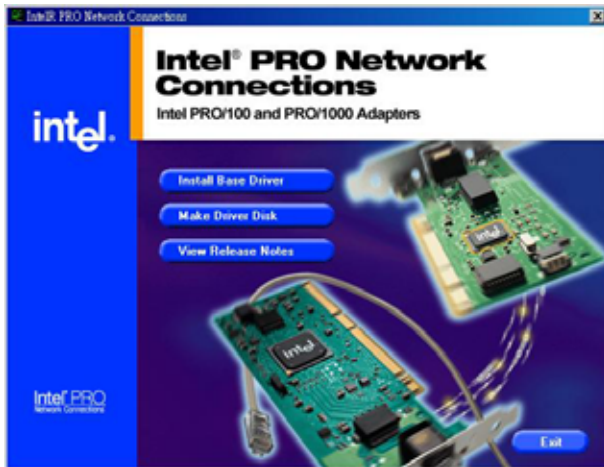 IntelR PRO Network Connections
Intel® PRO Network
Connections
Intel PRO/100 and PRO/1000 Adapters
intel.
Install Base Driver
Make Driver Disk
View Release Notes
intel
intel
Intel® PRO
Network Connections
Exit